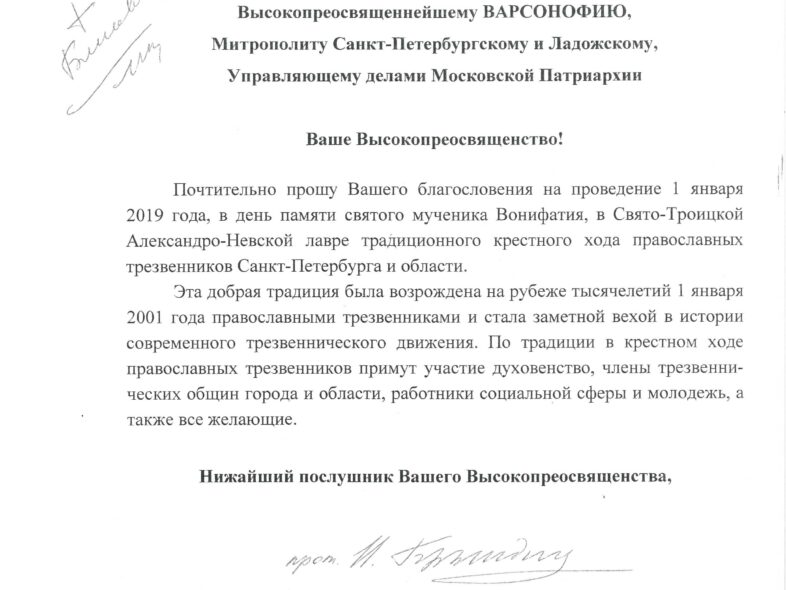 Высокопреосвященнейшему ВАРСОНОФИЮ,
Митрополиту Санкт-Петербургскому и Ладожскому,
Управляющему делами Московской Патриархии
Ваше Высокопреосвященство!
Почтительно прошу Вашего благословения на проведение 1 января
2019 года, в день памяти святого мученика Вонифатия, в Свято-Троицкой
Александро-Невской лавре традиционного крестного хода православных
трезвенников Санкт-Петербурга и области.
Эта добрая традиция была возрождена на рубеже тысячелетий 1 января
2001 года православными трезвенниками и стала заметной вехой в истории
современного трезвеннического движения. По традиции в крестном ходе
православных трезвенников примут участие духовенство, члены трезвенни-
ческих общин города и области, работники социальной сферы и молодежь, а
также все желающие.
Нижайший послушник Вашего Высокопреосвященства,
прот. И.